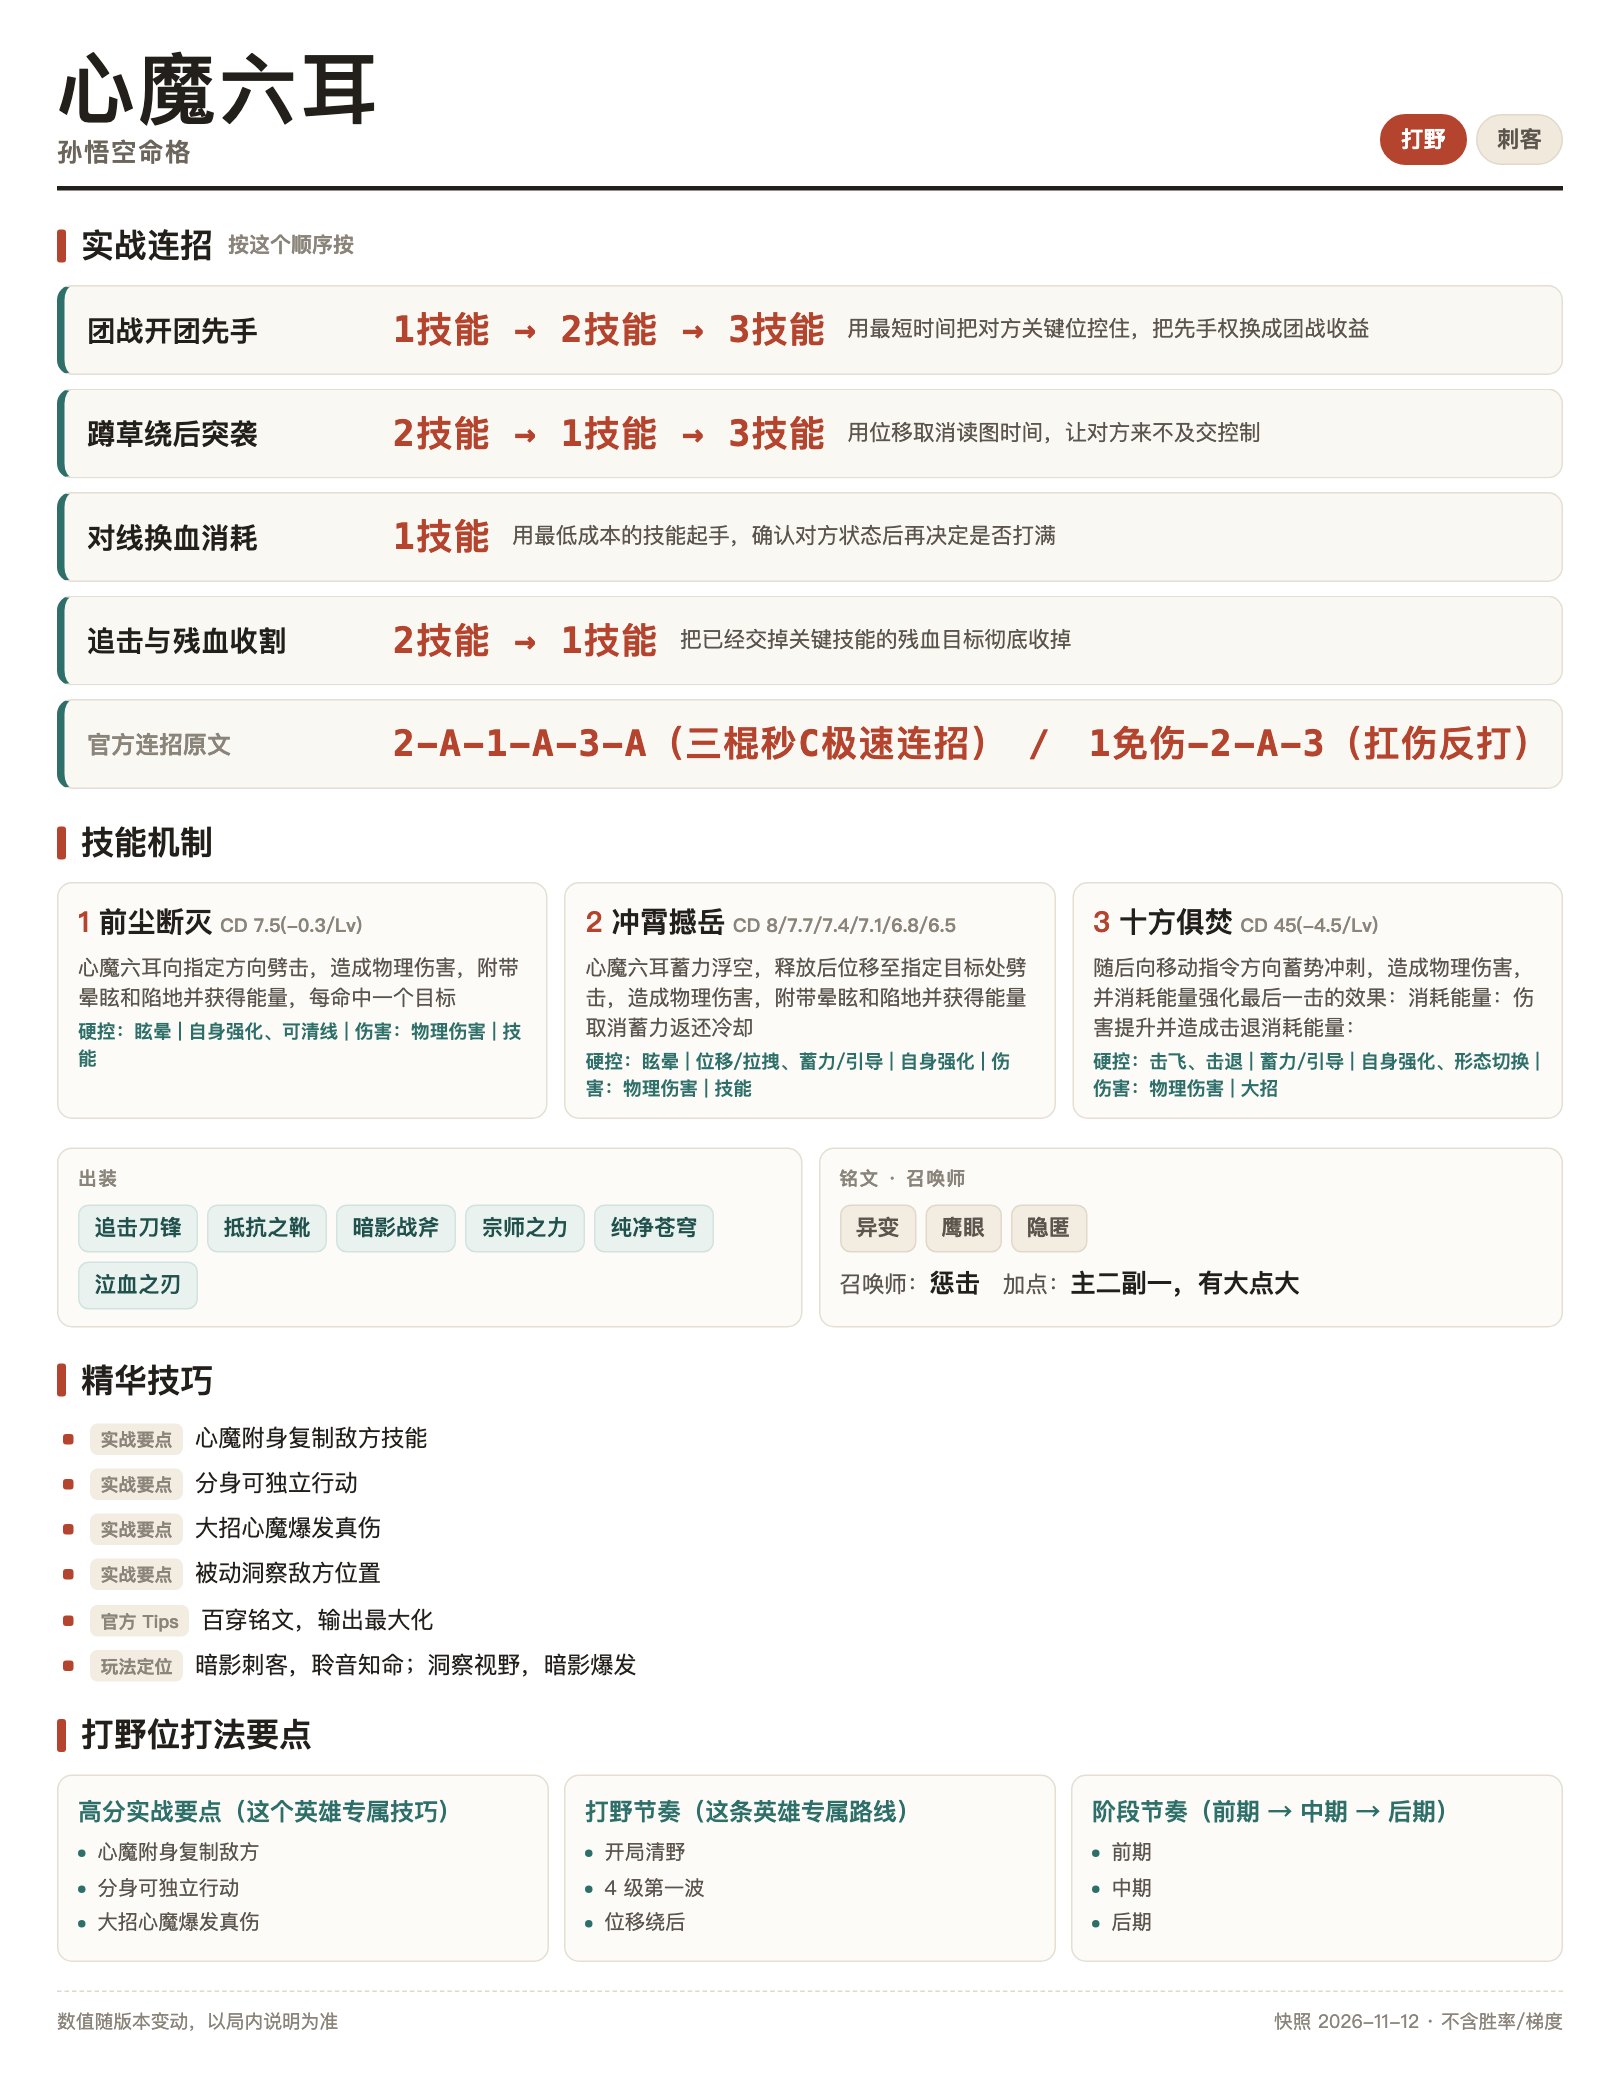 心魔六耳
孙悟空命格
打野 刺客
实战连招 按这个顺序按
团战开团先手 1技能 → 2技能 → 3技能 用最短时间把对方关键位控住，把先手权换成团战收益
蹲草绕后突袭 2技能 → 1技能 → 3技能 用位移取消读图时间，让对方来不及交控制
对线换血消耗 1技能 用最低成本的技能起手，确认对方状态后再决定是否打满
追击与残血收割 2技能 → 1技能 把已经交掉关键技能的残血目标彻底收掉
官方连招原文 2-A-1-A-3-A（三棍秒C极速连招） / 1免伤-2-A-3（扛伤反打）
技能机制
1 前尘断灭 CD 7.5(-0.3/Lv)
心魔六耳向指定方向劈击，造成物理伤害，附带
晕眩和陷地并获得能量，每命中一个目标
硬控：眩晕 | 自身强化、可清线 | 伤害：物理伤害 | 技
能
2 冲霄撼岳 CD 8/7.7/7.4/7.1/6.8/6.5
心魔六耳蓄力浮空，释放后位移至指定目标处劈
击，造成物理伤害，附带晕眩和陷地并获得能量
取消蓄力返还冷却
硬控：眩晕 | 位移/拉拽、蓄力/引导 | 自身强化 | 伤
害：物理伤害 | 技能
3 十方俱焚 CD 45(-4.5/Lv)
随后向移动指令方向蓄势冲刺，造成物理伤害，
并消耗能量强化最后一击的效果：消耗能量：伤
害提升并造成击退消耗能量：
硬控：击飞、击退 | 蓄力/引导 | 自身强化、形态切换 |
伤害：物理伤害 | 大招
出装
追击刀锋 抵抗之靴 暗影战斧 宗师之力 纯净苍穹
泣血之刃
铭文 · 召唤师
异变 鹰眼 隐匿
召唤师：惩击 加点：主二副一，有大点大
精华技巧
实战要点 心魔附身复制敌方技能
实战要点 分身可独立行动
实战要点 大招心魔爆发真伤
实战要点 被动洞察敌方位置
官方 Tips 百穿铭文，输出最大化
玩法定位 暗影刺客，聆音知命；洞察视野，暗影爆发
打野位打法要点
高分实战要点（这个英雄专属技巧）
心魔附身复制敌方
分身可独立行动
大招心魔爆发真伤
打野节奏（这条英雄专属路线）
开局清野
4 级第一波
位移绕后
阶段节奏（前期 → 中期 → 后期）
前期
中期
后期
数值随版本变动，以局内说明为准
快照 2026-11-12 · 不含胜率/梯度